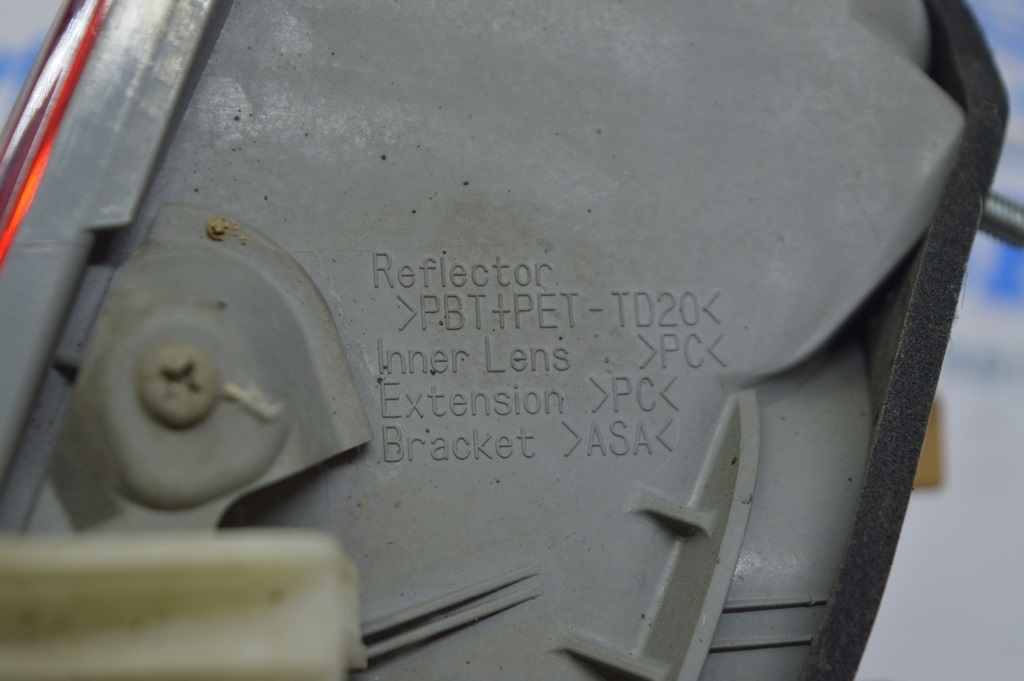 Reflector
>PBT+PET-TD20<
Inner Lens >PC<
Extension >PC<
Bracket >ASA<